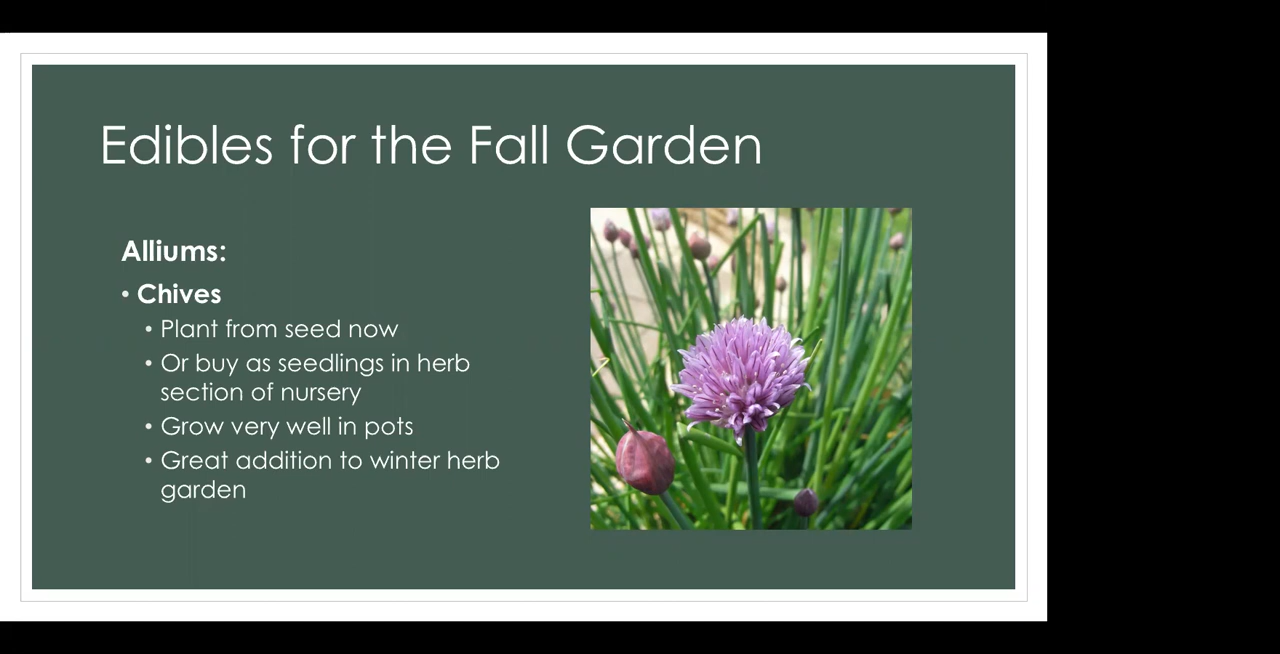 Edibles for the Fall Garden
Alliums:
• Chives
• Plant from seed now
• Or buy as seedlings in herb
section of nursery
• Grow very well in pots
• Great addition to winter herb
garden